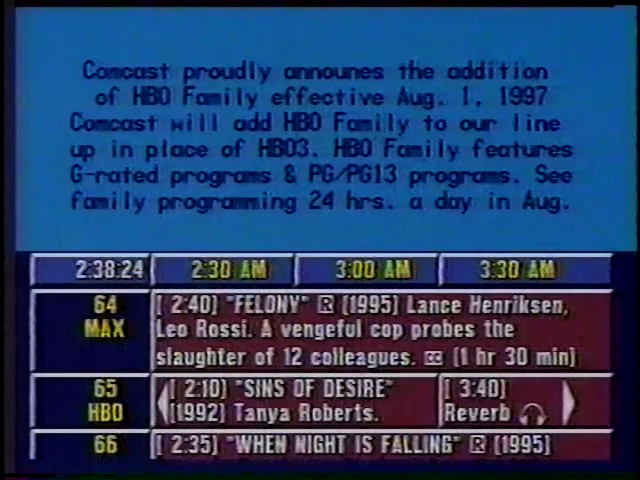 Comcast proudly announes the addition
of HBO Family effective Aug. 1, 1997
Comcast will add HBO Family to our line
up in place of HBO3. HBO Family features
G-rated programs & PG/PG13 programs. See
family programming 24 hrs. a day in Aug.
2:38:24 2:30 AM 3:00 AM 3:30 AM
64 [ 2:40] "FELONY" R (1995) Lance Henriksen,
MAX Leo Rossi. A vengeful cop probes the
slaughter of 12 colleagues. cc (1 hr 30 min)
65 [ 2:10] "SINS OF DESIRE" [ 3:40]
HBO (1992) Tanya Roberts. Reverb
66 [ 2:35] "WHEN NIGHT IS FALLING" R (1995)